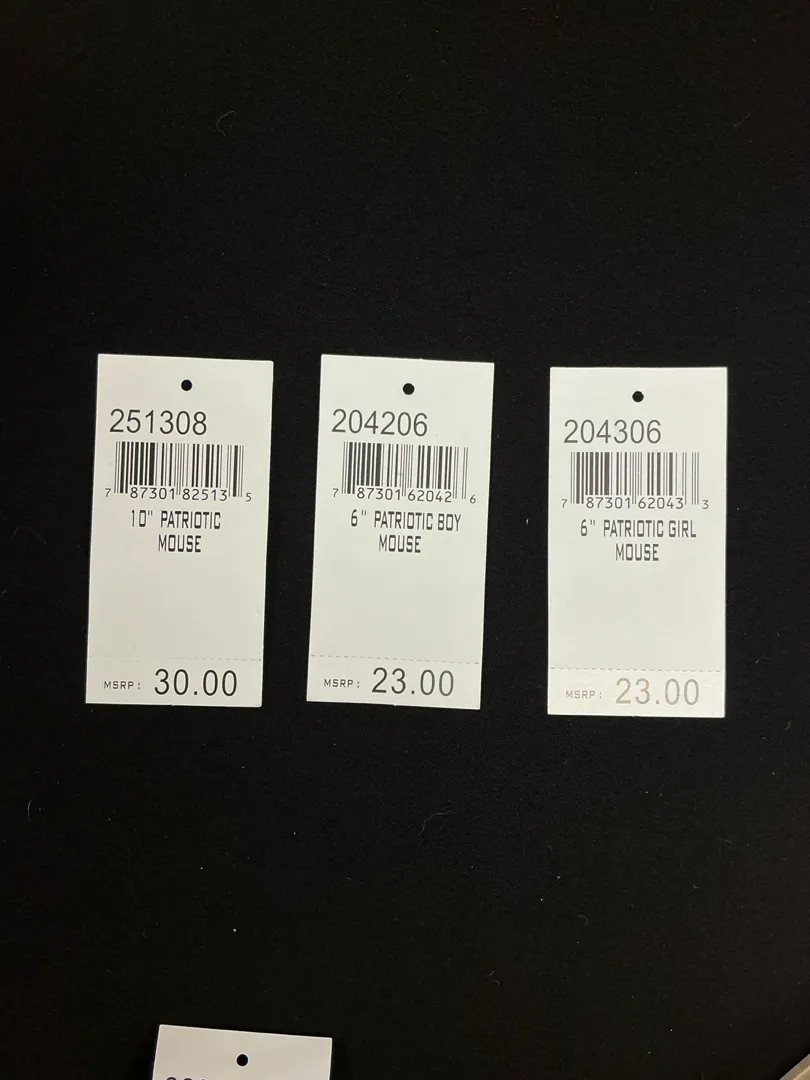 251308
7 87301 82513 5
10" PATRIOTIC
MOUSE
MSRP: 30.00
204206
7 87301 62042 6
6" PATRIOTIC BOY
MOUSE
MSRP: 23.00
204306
7 87301 62043 3
6" PATRIOTIC GIRL
MOUSE
MSRP: 23.00